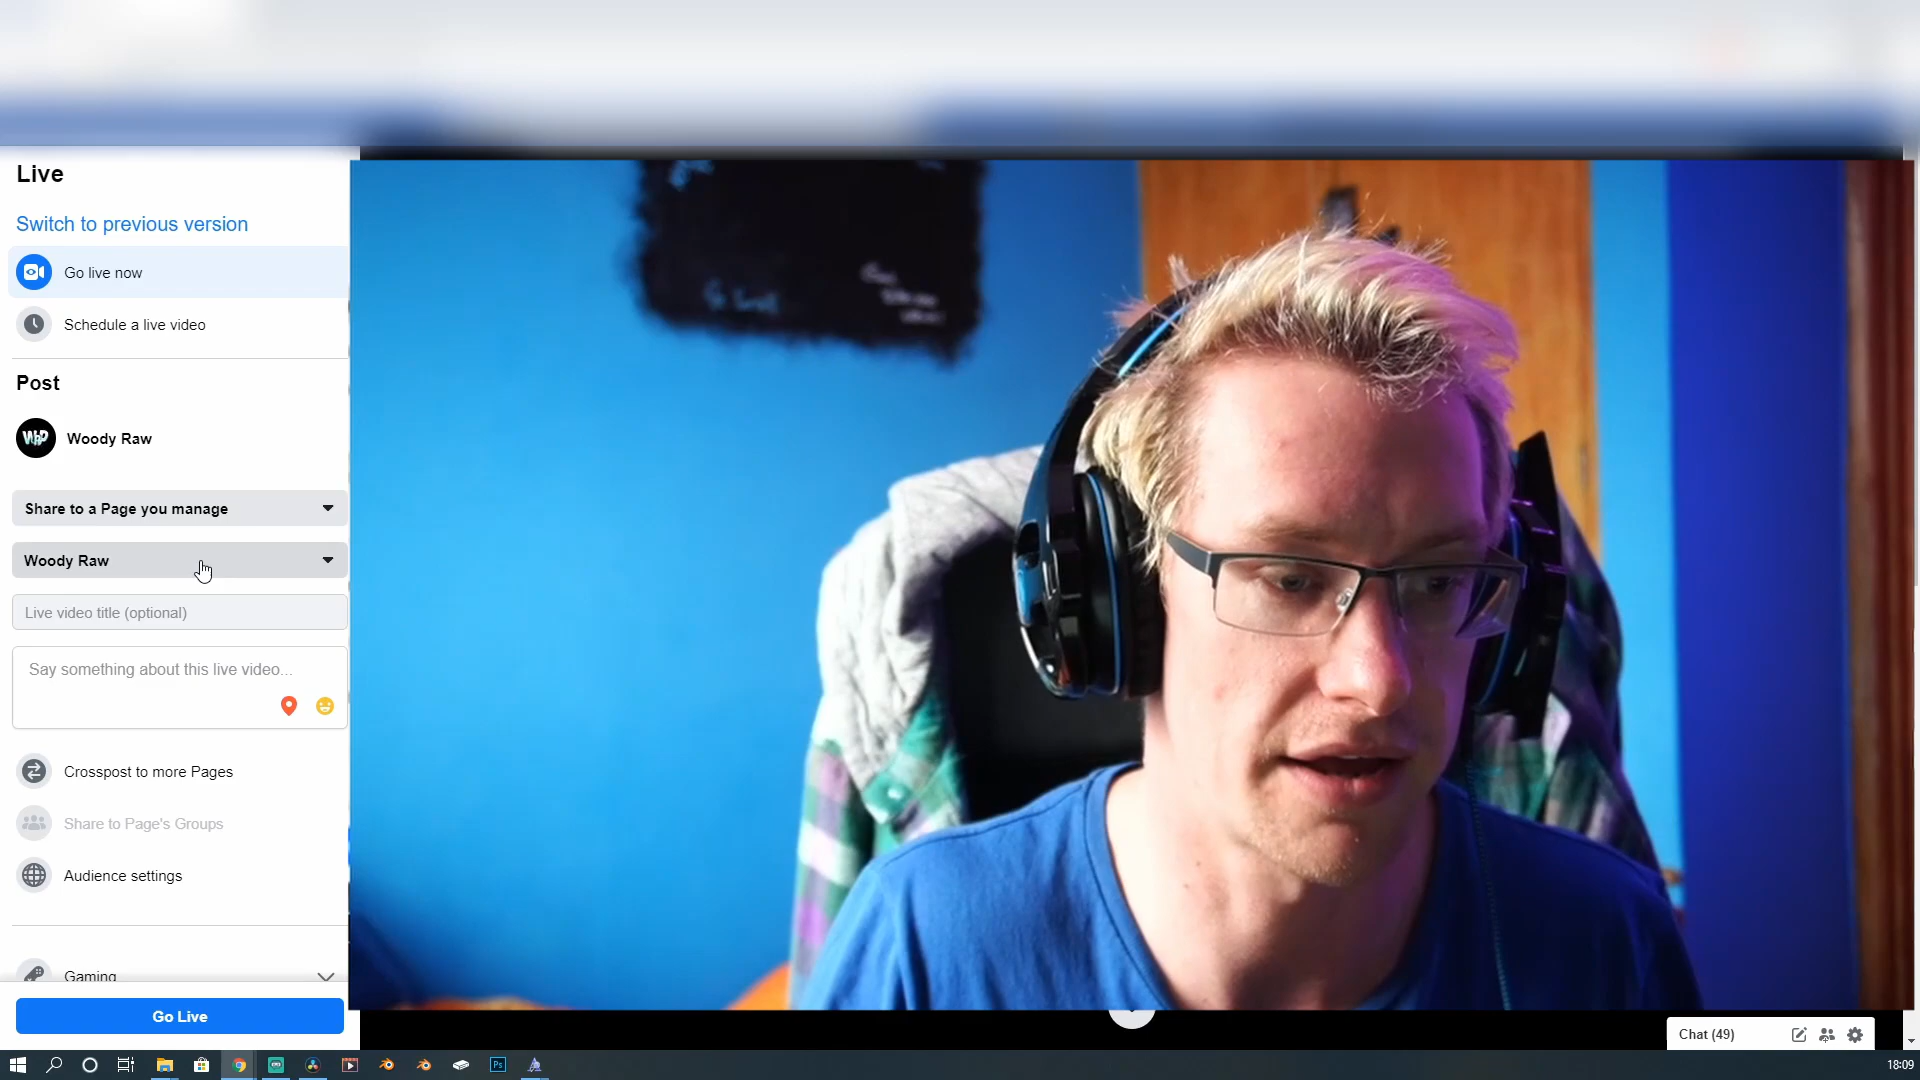 Live
Switch to previous version
Go live now
Schedule a live video
Post
Woody Raw
Share to a Page you manage
Woody Raw
Live video title (optional)
Say something about this live video...
Crosspost to more Pages
Share to Page's Groups
Audience settings
Gaming
Go Live
Chat (49)
Ps
18:09